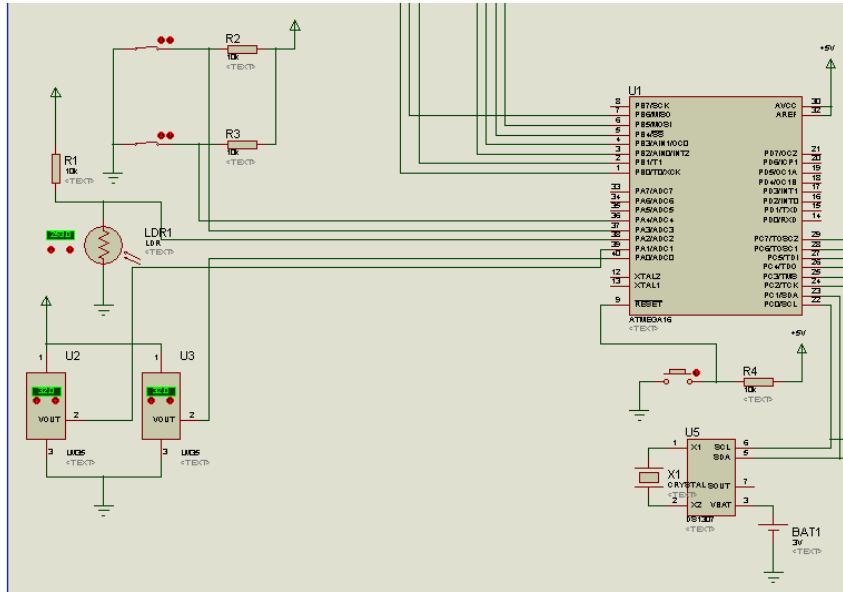 R2
10k
<TEXT>
R3
10k
<TEXT>
R1
10k
<TEXT>
LDR1
LDR
<TEXT>
+5V
U1
8 PB7/SCK AVCC 30
7 PB6/MISO AREF 32
6 PB5/MOSI
5 PB4/SS
4 PB3/AIN1/OC0
3 PB2/AIN0/INT2 PD7/OC2 21
2 PB1/T1 PD6/ICP1 20
1 PB0/T0/XCK PD5/OC1A 19
PD4/OC1B 18
33 PA7/ADC7 PD3/INT1 17
34 PA6/ADC6 PD2/INT0 16
35 PA5/ADC5 PD1/TXD 15
36 PA4/ADC4 PD0/RXD 14
37 PA3/ADC3
38 PA2/ADC2 PC7/TOSC2 29
39 PA1/ADC1 PC6/TOSC1 28
40 PA0/ADC0 PC5/TDI 27
PC4/TDO 26
12 XTAL2 PC3/TMS 25
13 XTAL1 PC2/TCK 24
PC1/SDA 23
9 RESET PC0/SCL 22
ATMEGA16
<TEXT>
+5V
R4
10k
<TEXT>
1 U2
VOUT 2
3 LM35
<TEXT>
1 U3
VOUT 2
3 LM35
<TEXT>
U5
1 X1 SCL 6
SDA 5
X1
CRYSTAL
<TEXT>
SOUT 7
2 X2 VBAT 3
DS1307
<TEXT>
BAT1
3V
<TEXT>